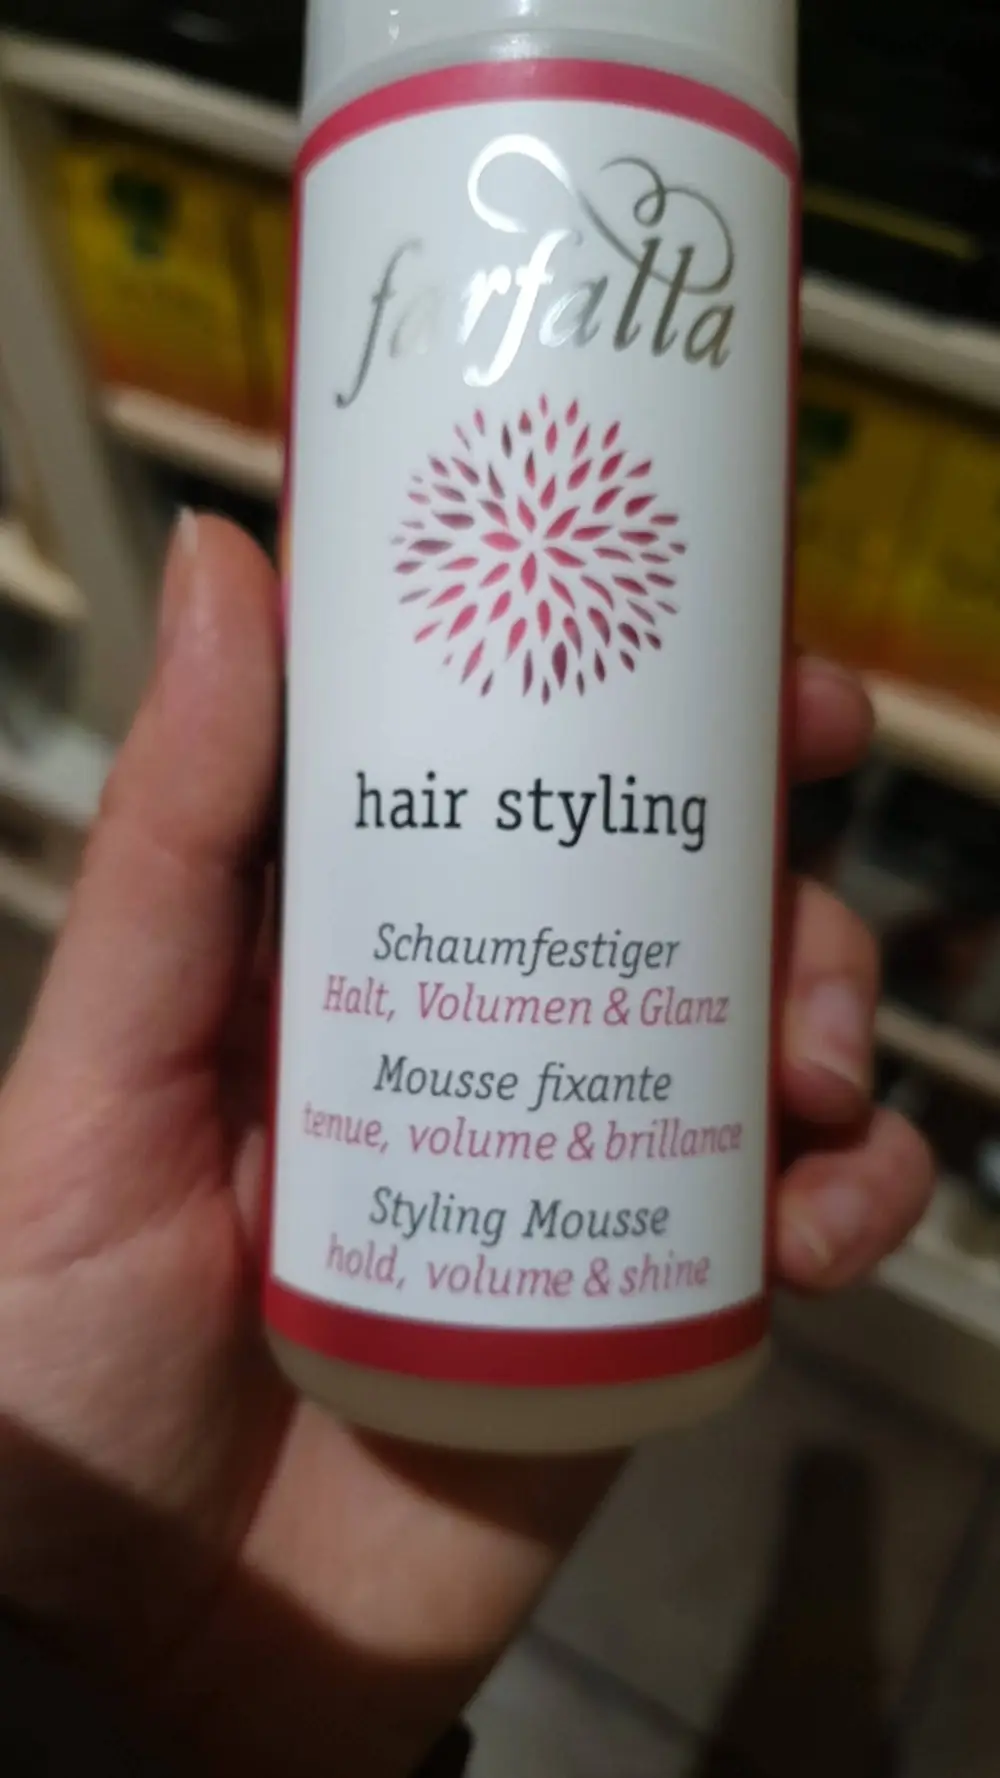 farfalla
hair styling
Schaumfestiger
Halt, Volumen & Glanz
Mousse fixante
tenue, volume & brillance
Styling Mousse
hold, volume & shine